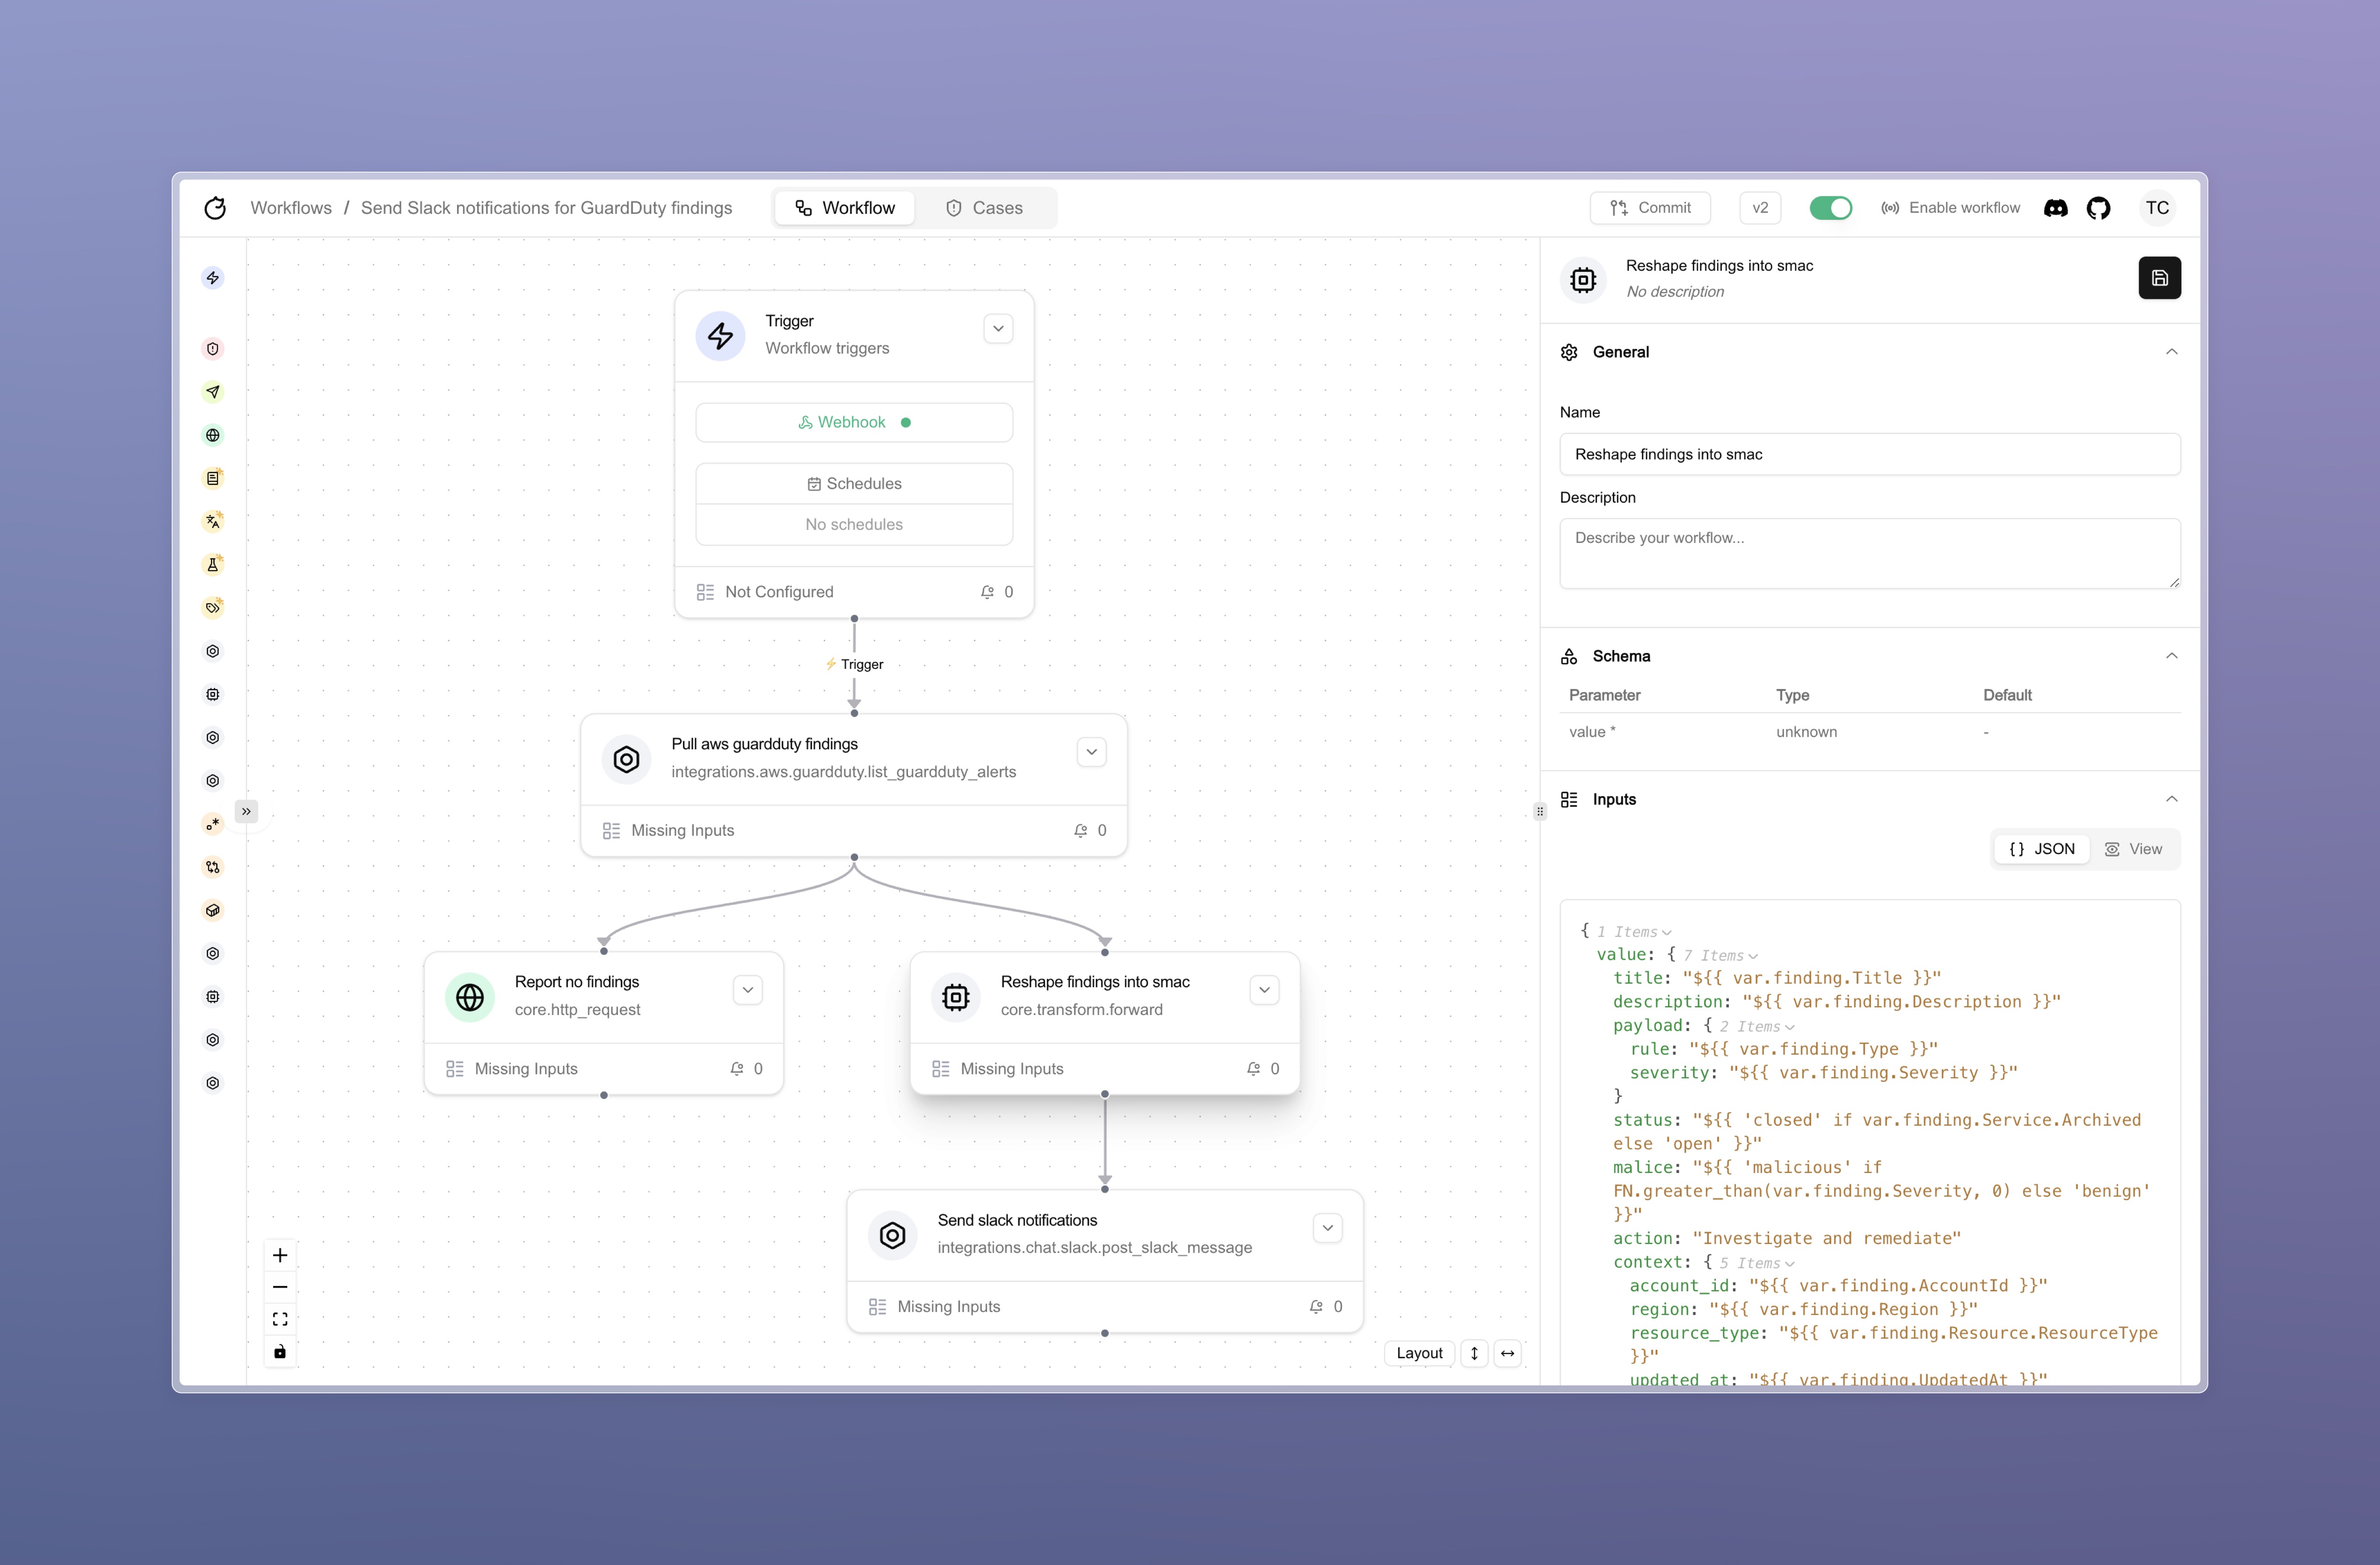 Workflows / Send Slack notifications for GuardDuty findings
Workflow
Cases
Commit
v2
Enable workflow
TC
Trigger
Workflow triggers
Webhook
Schedules
No schedules
Not Configured
0
⚡ Trigger
Pull aws guardduty findings
integrations.aws.guardduty.list_guardduty_alerts
Missing Inputs
0
Report no findings
core.http_request
Missing Inputs
0
Reshape findings into smac
core.transform.forward
Missing Inputs
0
Send slack notifications
integrations.chat.slack.post_slack_message
Missing Inputs
0
Layout
Reshape findings into smac
No description
General
Name
Reshape findings into smac
Description
Describe your workflow...
Schema
Parameter Type Default
value * unknown -
Inputs
{ } JSON
View
{ 1 Items
value: { 7 Items
title: "${{ var.finding.Title }}"
description: "${{ var.finding.Description }}"
payload: { 2 Items
rule: "${{ var.finding.Type }}"
severity: "${{ var.finding.Severity }}"
}
status: "${{ 'closed' if var.finding.Service.Archived
else 'open' }}"
malice: "${{ 'malicious' if
FN.greater_than(var.finding.Severity, 0) else 'benign'
}}"
action: "Investigate and remediate"
context: { 5 Items
account_id: "${{ var.finding.AccountId }}"
region: "${{ var.finding.Region }}"
resource_type: "${{ var.finding.Resource.ResourceType
}}"
updated_at: "${{ var.finding.UpdatedAt }}"